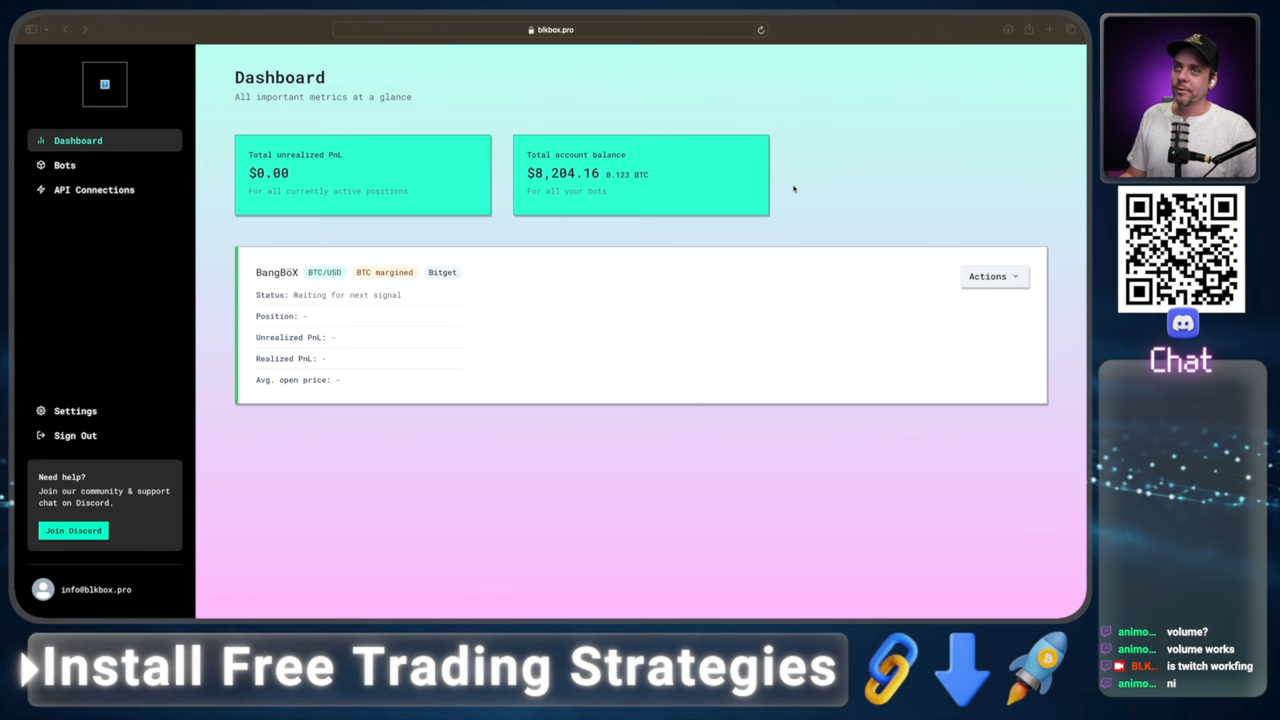 blkbox.pro
Dashboard
Bots
API Connections
Settings
Sign Out
Need help?
Join our community & support
chat on Discord.
Join Discord
info@blkbox.pro
Dashboard
All important metrics at a glance
Total unrealized PnL
$0.00
For all currently active positions
Total account balance
$8,204.16 0.123 BTC
For all your bots
BangBöX BTC/USD BTC margined Bitget
Actions
Status: Waiting for next signal
Position: -
Unrealized PnL: -
Realized PnL: -
Avg. open price: -
Chat
animo... volume?
animo... volume works
BLK... is twitch workfing
animo... ni
Install Free Trading Strategies